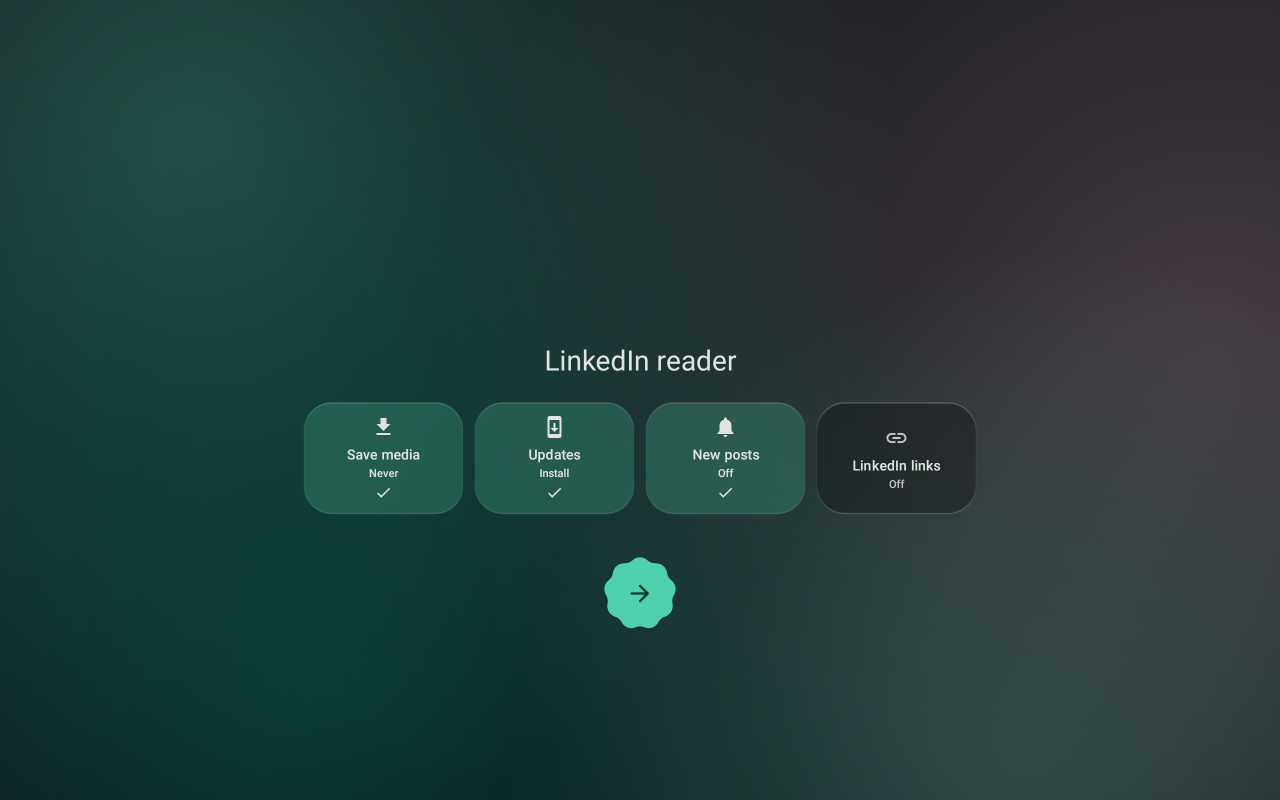 LinkedIn reader
Save media
Never
Updates
Install
New posts
Off
LinkedIn links
Off